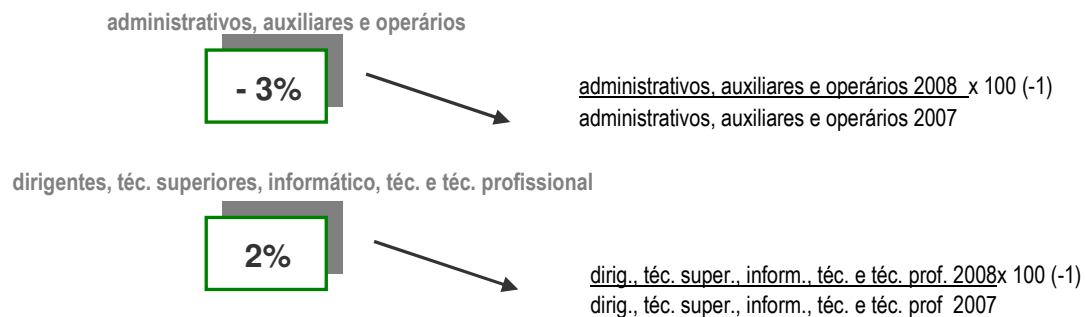 administrativos, auxiliares e operários
- 3%
administrativos, auxiliares e operários 2008 x 100 (-1)
administrativos, auxiliares e operários 2007
dirigentes, téc. superiores, informático, téc. e téc. profissional
2%
dirig., téc. super., inform., téc. e téc. prof. 2008x 100 (-1)
dirig., téc. super., inform., téc. e téc. prof 2007